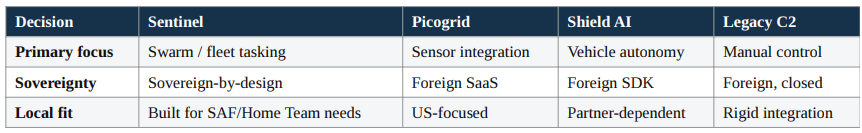 Decision Sentinel Picogrid Shield AI Legacy C2
Primary focus Swarm / fleet tasking Sensor integration Vehicle autonomy Manual control
Sovereignty Sovereign-by-design Foreign SaaS Foreign SDK Foreign, closed
Local fit Built for SAF/Home Team needs US-focused Partner-dependent Rigid integration